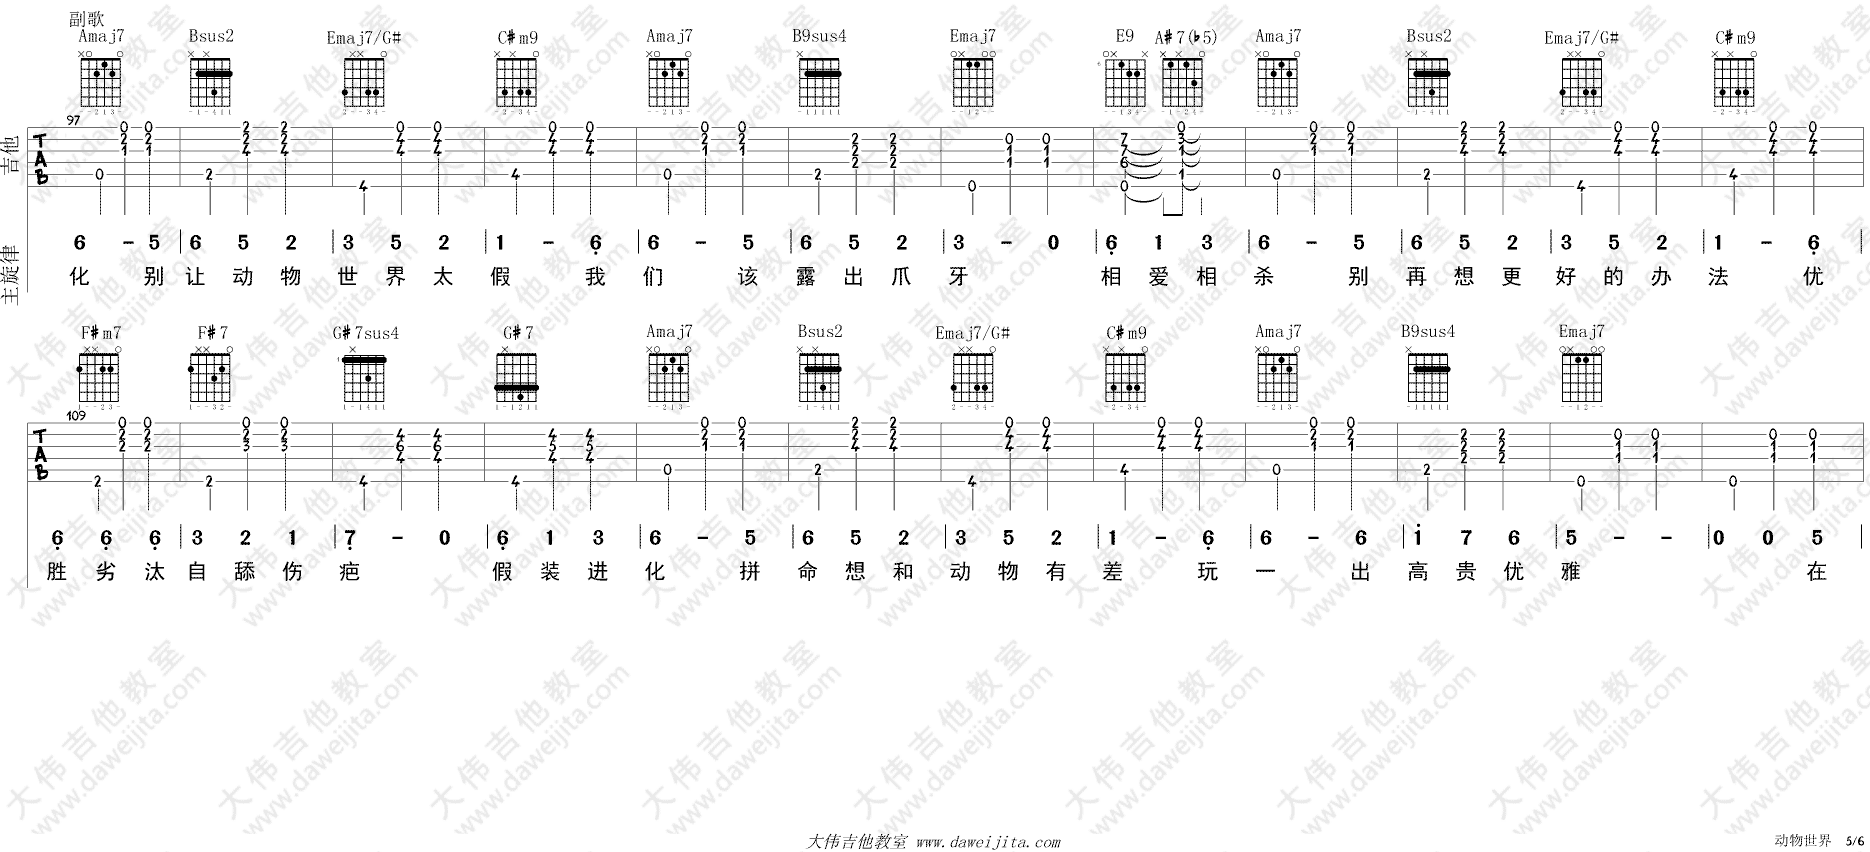 副歌
Amaj7 Bsus2 Emaj7/G# C#m9 Amaj7 B9sus4 Emaj7 E9 A#7(b5) Amaj7 Bsus2 Emaj7/G# C#m9
97
吉他
TAB
主旋律
6 - 5 | 6 5 2 | 3 5 2 | 1 - 6 | 6 - 5 | 6 5 2 | 3 - 0 | 6 1 3 | 6 - 5 | 6 5 2 | 3 5 2 | 1 - 6 |
化 别 让 动 物 世 界 太 假 我 们 该 露 出 爪 牙 相 爱 相 杀 别 再 想 更 好 的 办 法 优
F#m7 F#7 G#7sus4 G#7 Amaj7 Bsus2 Emaj7/G# C#m9 Amaj7 B9sus4 Emaj7
109
TAB
6 6 6 | 3 2 1 | 7 - 0 | 6 1 3 | 6 - 5 | 6 5 2 | 3 5 2 | 1 - 6 | 6 - 6 | i 7 6 | 5 - - | 0 0 5 |
胜 劣 汰 自 舔 伤 疤 假 装 进 化 拼 命 想 和 动 物 有 差 玩 一 出 高 贵 优 雅 在
大伟吉他教室 www.daweijita.com
动物世界 5/6